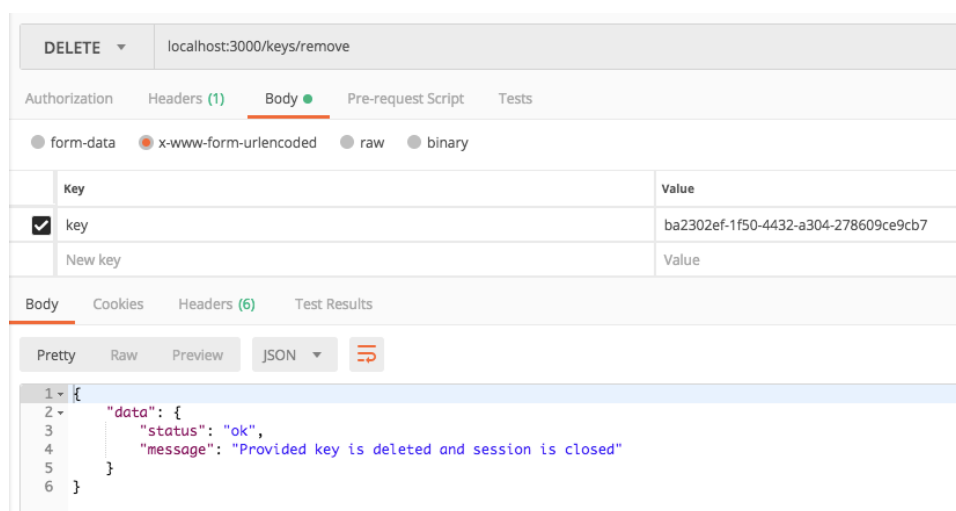 DELETE localhost:3000/keys/remove
Authorization Headers (1) Body Pre-request Script Tests
form-data x-www-form-urlencoded raw binary
Key Value
key ba2302ef-1f50-4432-a304-278609ce9cb7
New key Value
Body Cookies Headers (6) Test Results
Pretty Raw Preview JSON
1 {
2 "data": {
3 "status": "ok",
4 "message": "Provided key is deleted and session is closed"
5 }
6 }